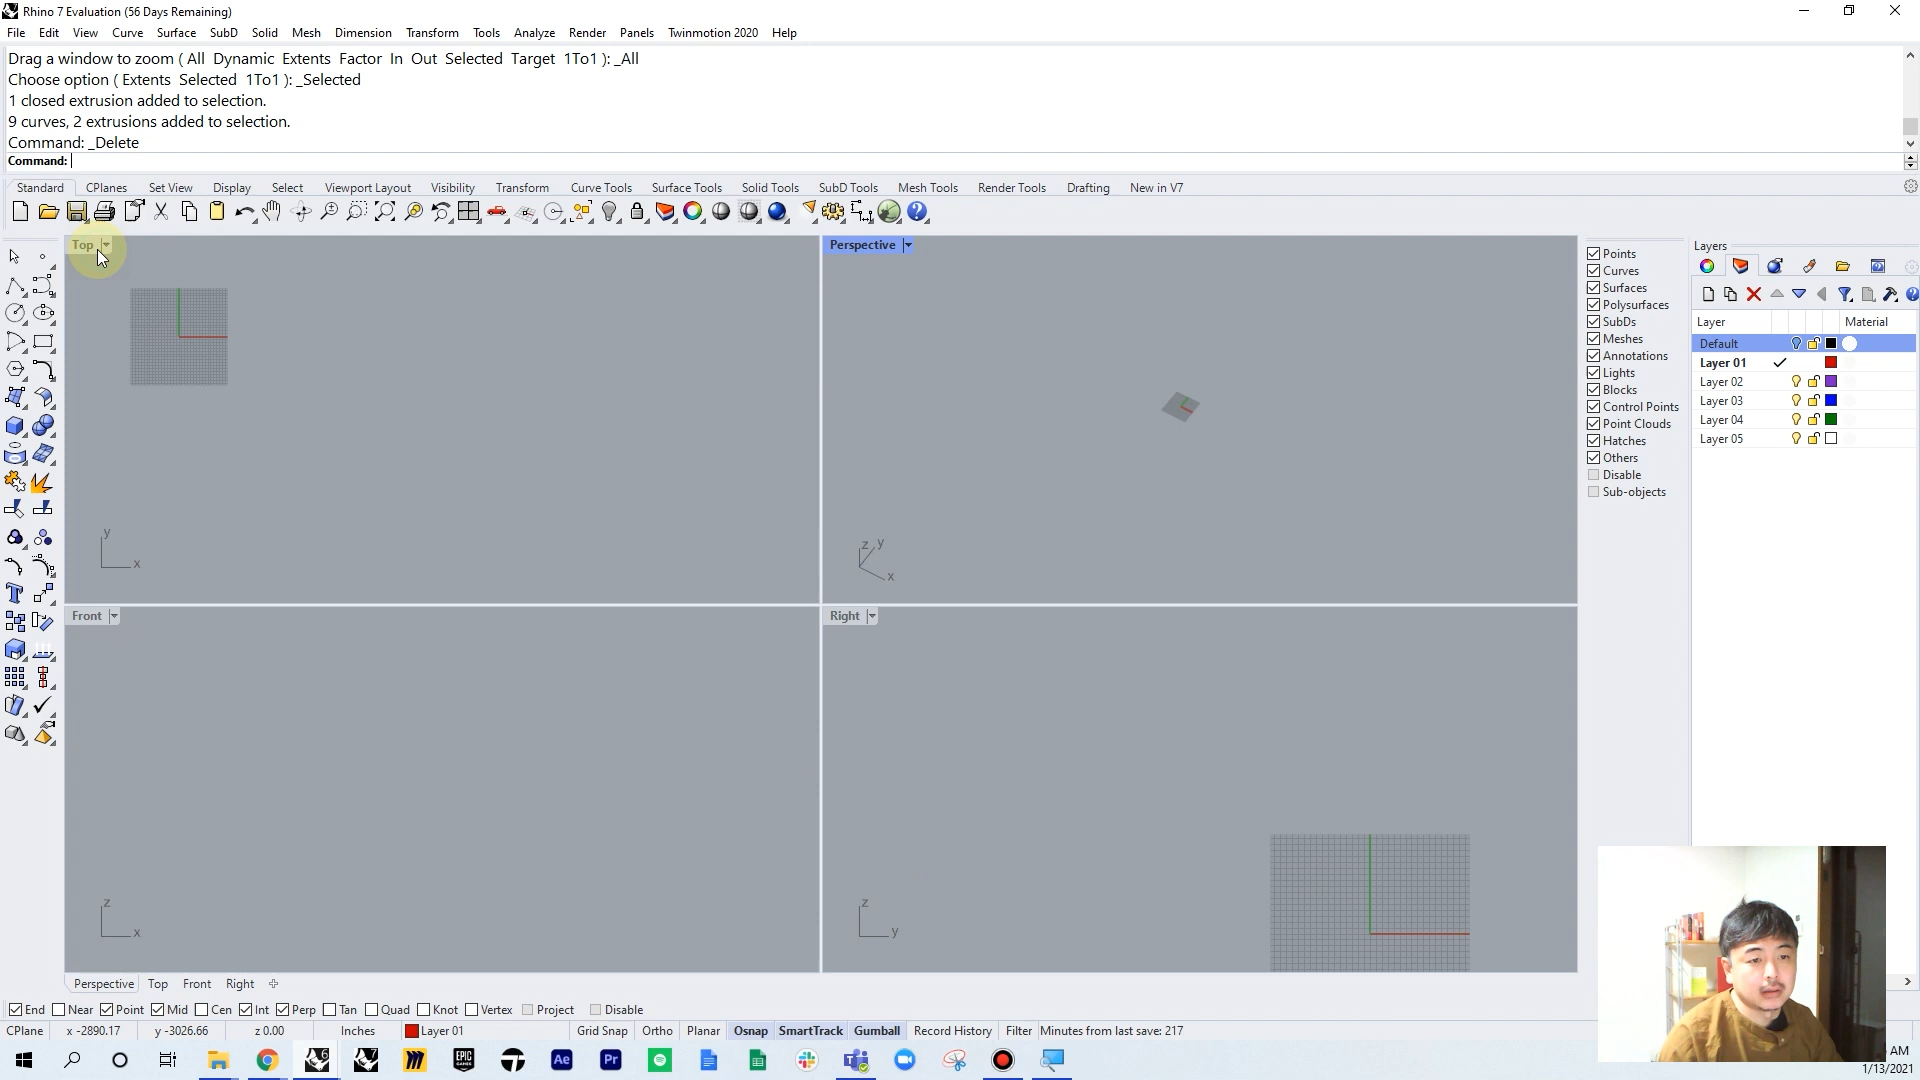 Rhino 7 Evaluation (56 Days Remaining)
File Edit View Curve Surface SubD Solid Mesh Dimension Transform Tools Analyze Render Panels Twinmotion 2020 Help
Drag a window to zoom ( All Dynamic Extents Factor In Out Selected Target 1To1 ): _All
Choose option ( Extents Selected 1To1 ): _Selected
1 closed extrusion added to selection.
9 curves, 2 extrusions added to selection.
Command: _Delete
Command:
Standard CPlanes Set View Display Select Viewport Layout Visibility Transform Curve Tools Surface Tools Solid Tools SubD Tools Mesh Tools Render Tools Drafting New in V7
Top
y
x
Perspective
z y
x
Front
z
x
Right
z
y
Points
Curves
Surfaces
Polysurfaces
SubDs
Meshes
Annotations
Lights
Blocks
Control Points
Point Clouds
Hatches
Others
Disable
Sub-objects
Layers
Layer Material
Default
Layer 01
Layer 02
Layer 03
Layer 04
Layer 05
Perspective Top Front Right
End Near Point Mid Cen Int Perp Tan Quad Knot Vertex Project Disable
CPlane x -2890.17 y -3026.66 z 0.00 Inches Layer 01 Grid Snap Ortho Planar Osnap SmartTrack Gumball Record History Filter Minutes from last save: 217
6 7 EPIC GAMES Ae Pr
AM
1/13/2021